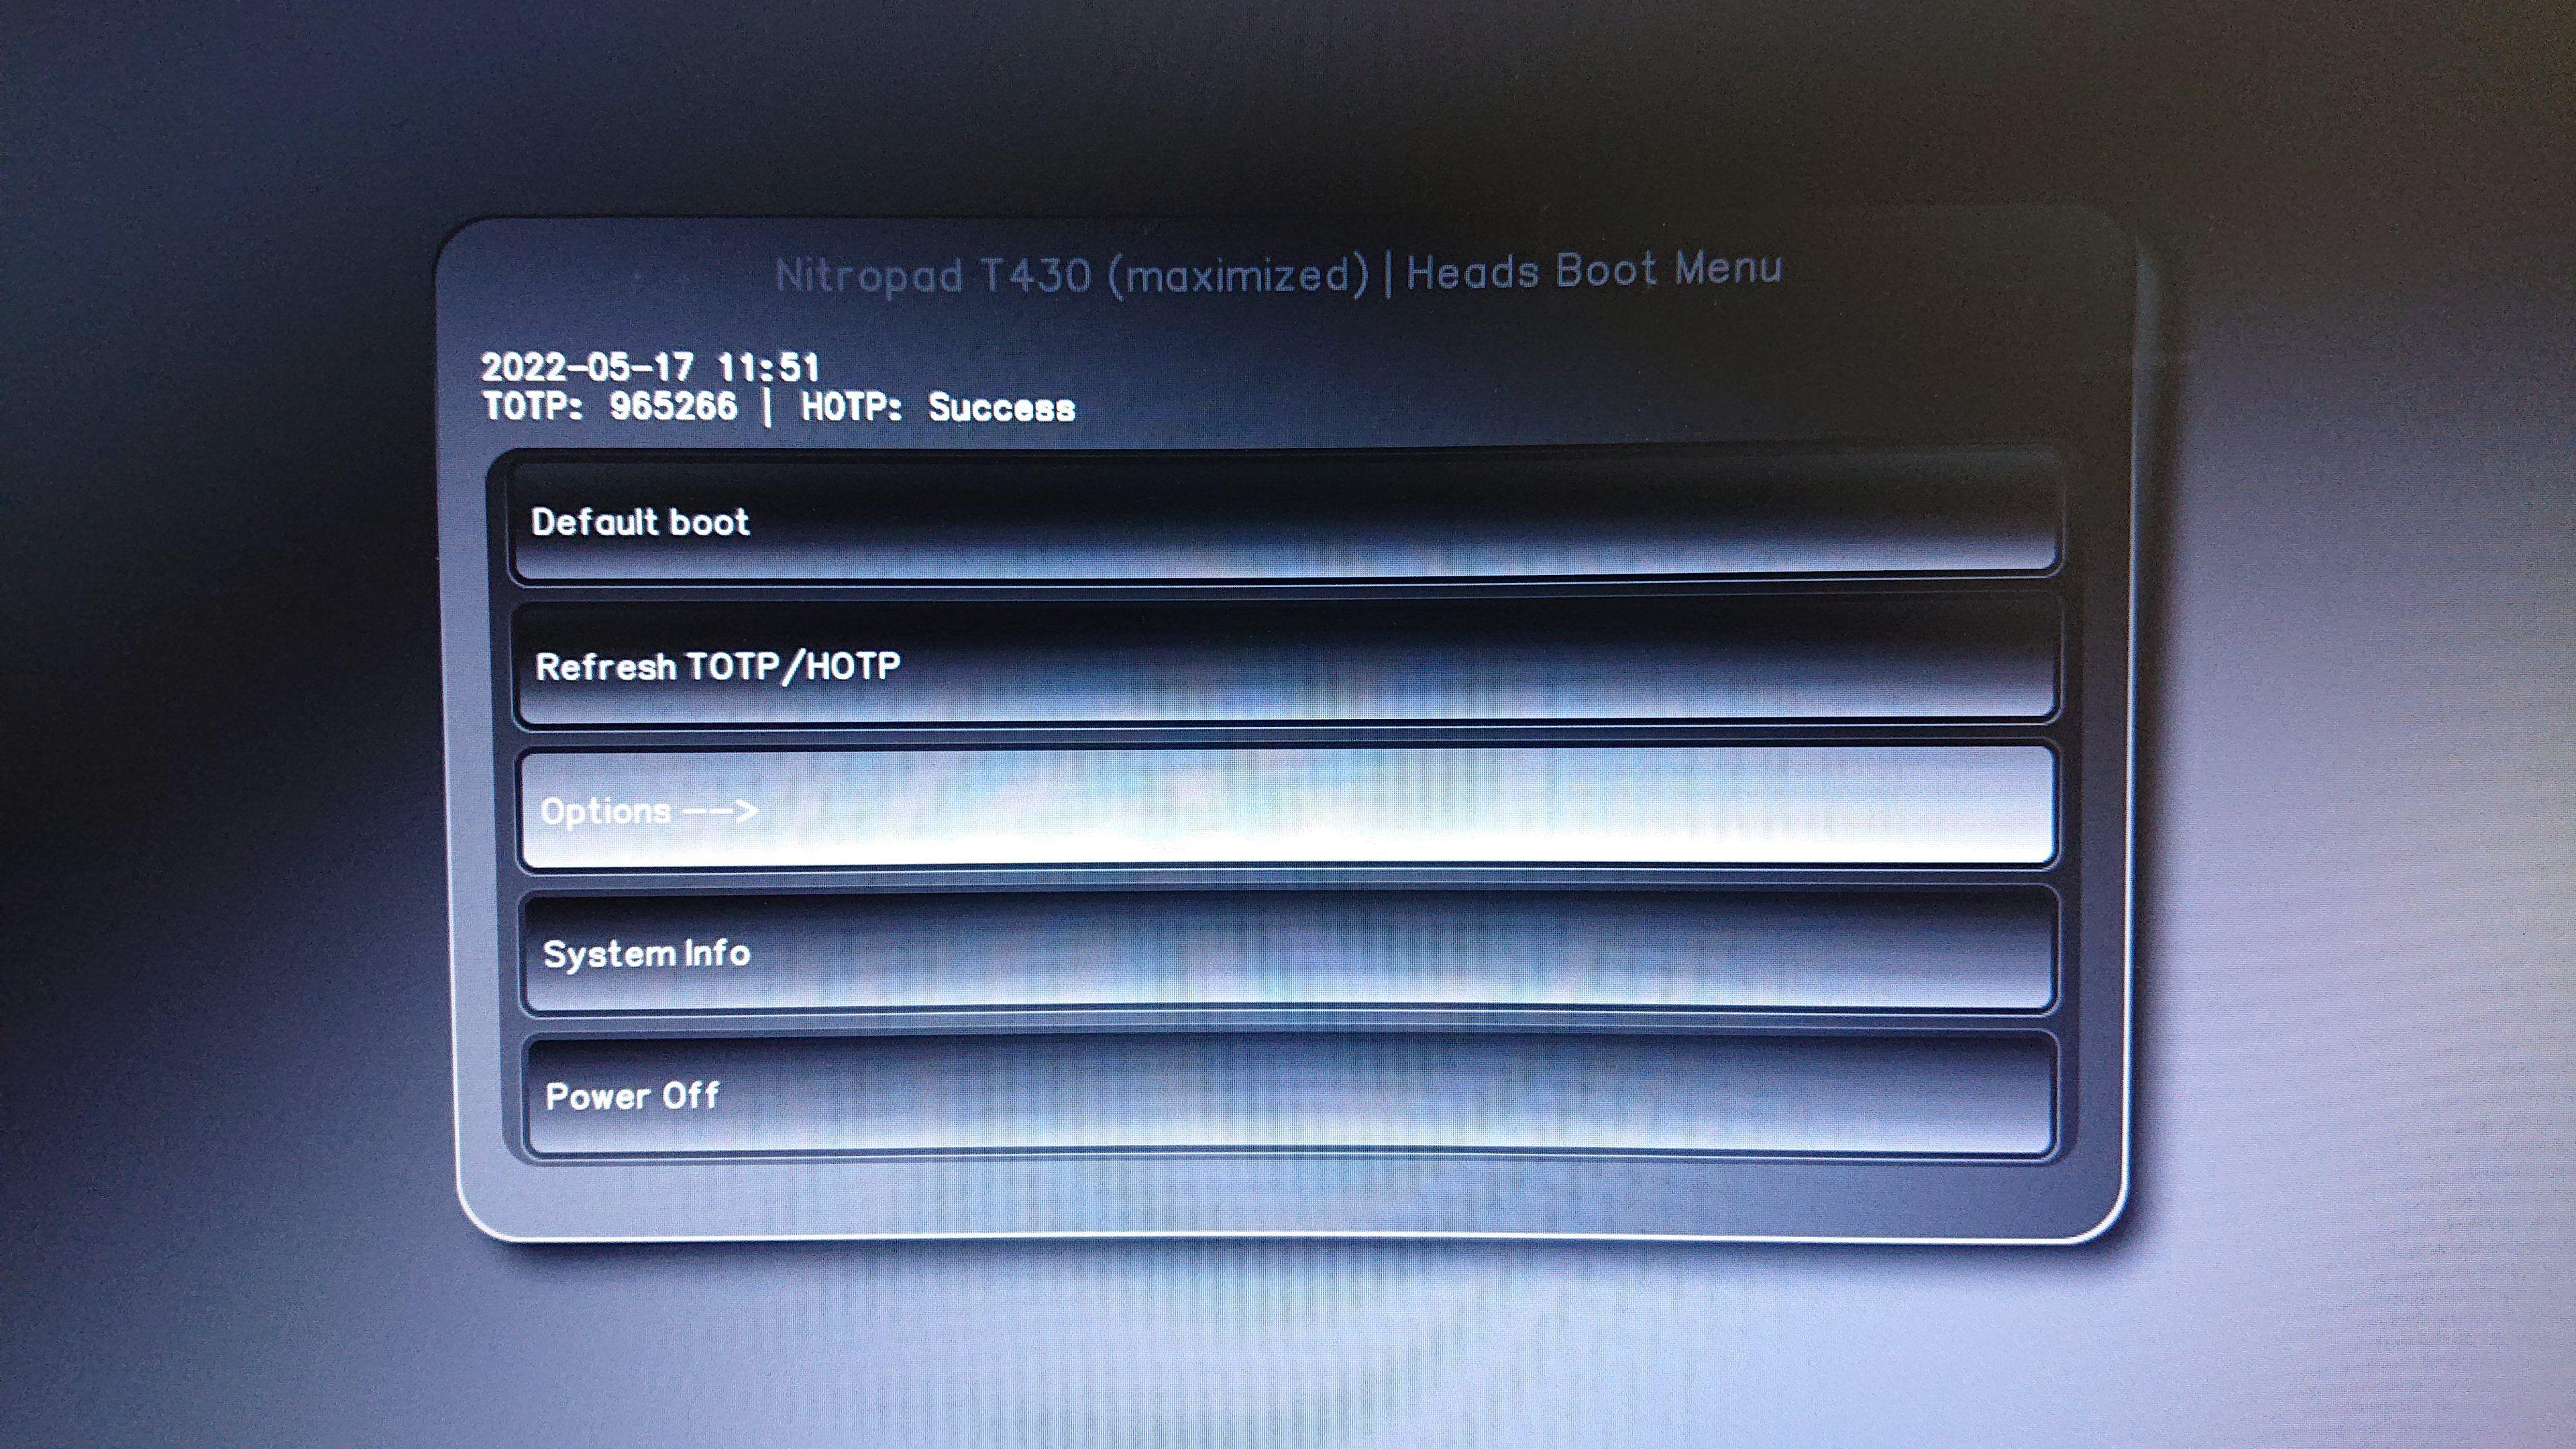 Nitropad T430 (maximized) | Heads Boot Menu
2022-05-17 11:51
TOTP: 965266 | HOTP: Success
Default boot
Refresh TOTP/HOTP
Options -->
System Info
Power Off